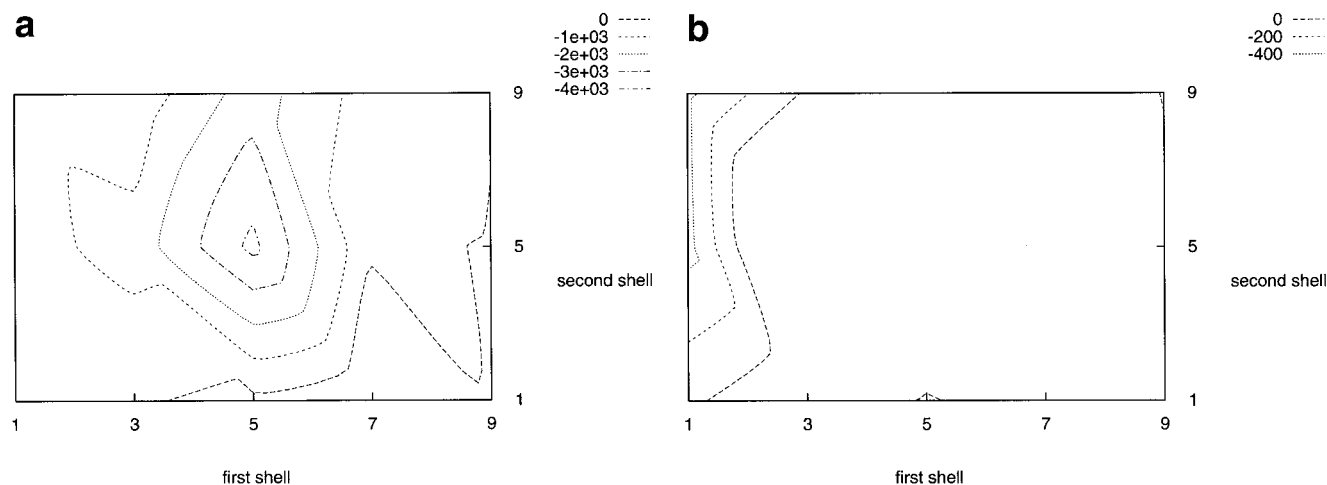 a
0
-1e+03
-2e+03
-3e+03
-4e+03
9
5
second shell
1
1 3 5 7 9
first shell
b
0
-200
-400
9
5
second shell
1
1 3 5 7 9
first shell